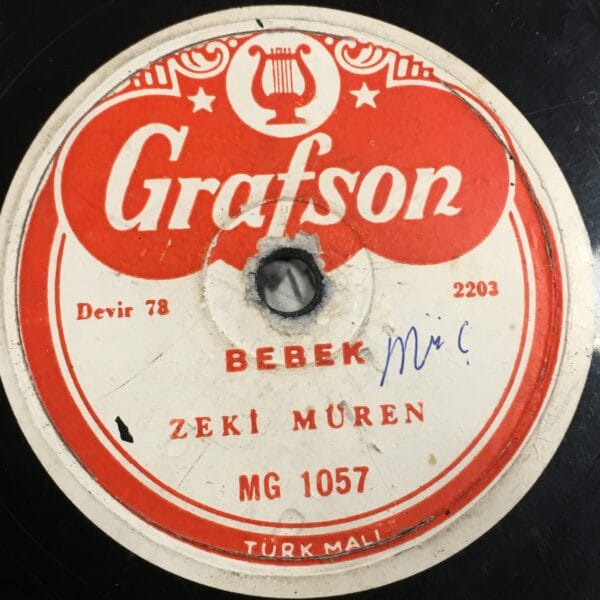 Grafson
Devir 78
2203
BEBEK
ZEKİ MÜREN
MG 1057
TÜRK MALI